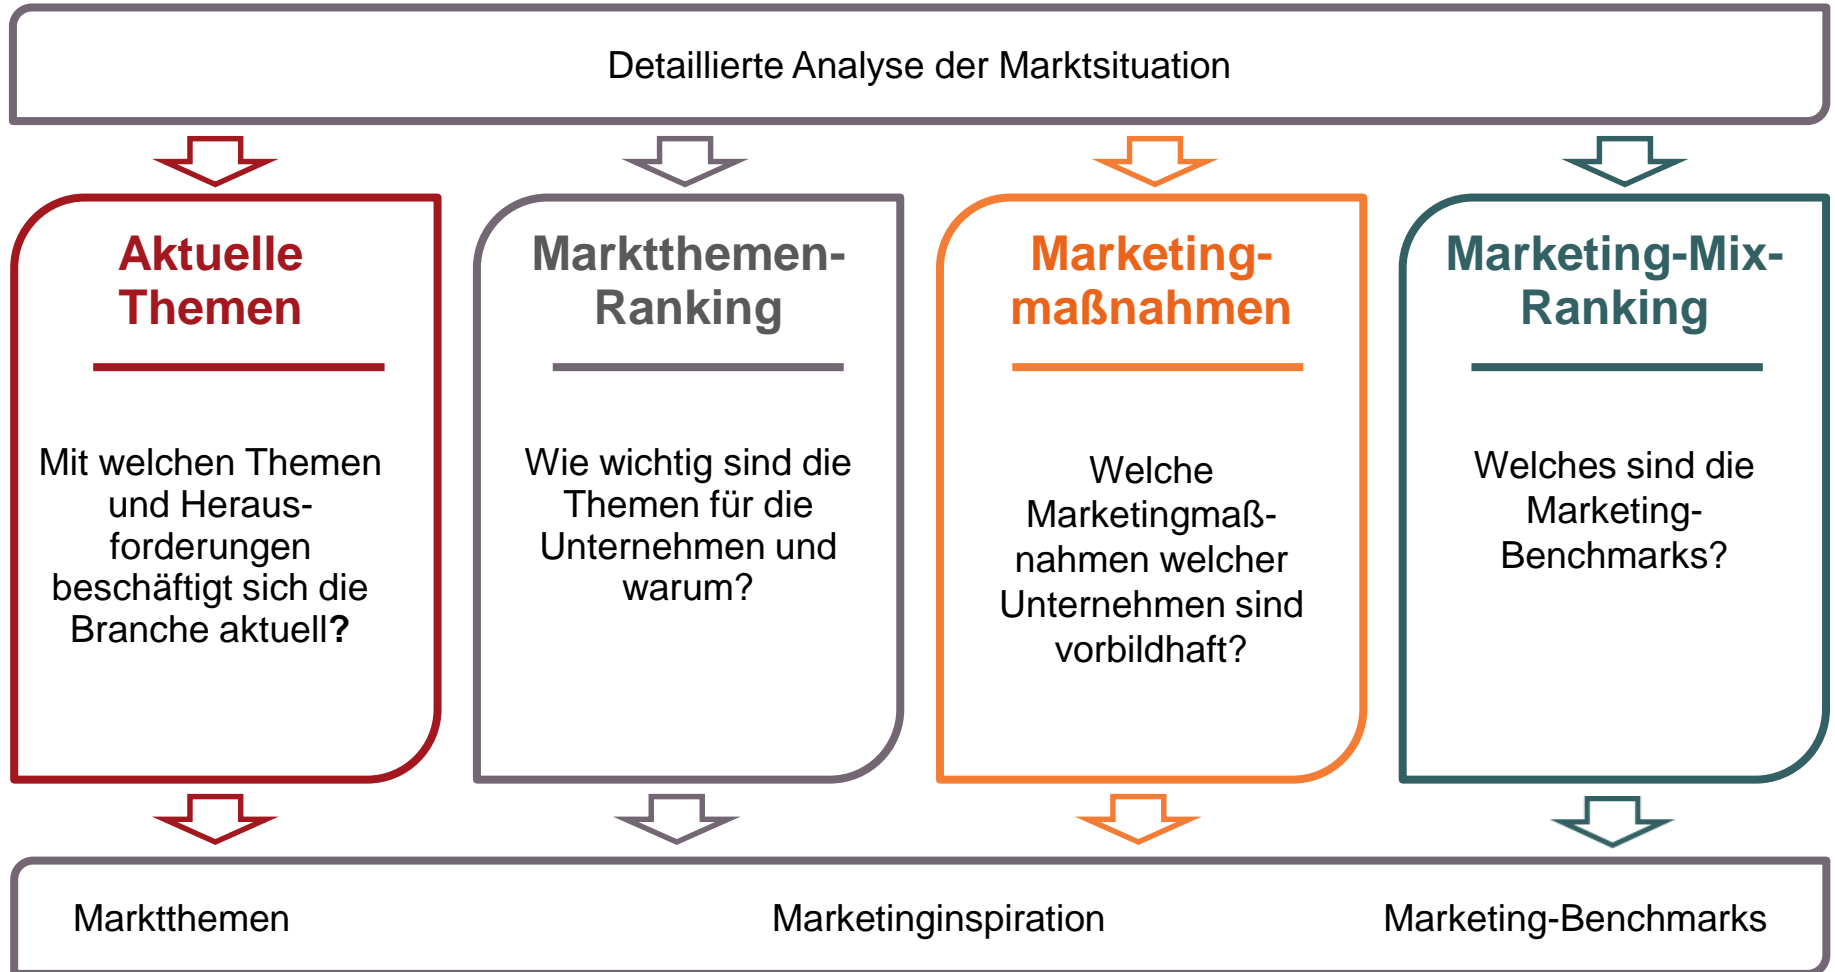 Detaillierte Analyse der Marktsituation
Aktuelle
Themen
Mit welchen Themen
und Heraus-
forderungen
beschäftigt sich die
Branche aktuell?
Marktthemen-
Ranking
Wie wichtig sind die
Themen für die
Unternehmen und
warum?
Marketing-
maßnahmen
Welche
Marketingmaß-
nahmen welcher
Unternehmen sind
vorbildhaft?
Marketing-Mix-
Ranking
Welches sind die
Marketing-
Benchmarks?
Marktthemen
Marketinginspiration
Marketing-Benchmarks